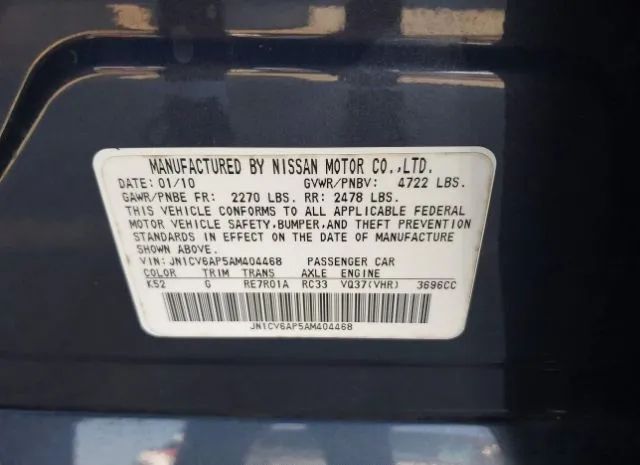 MANUFACTURED BY NISSAN MOTOR CO.,LTD.
DATE: 01/10 GVWR/PNBV: 4722 LBS.
GAWR/PNBE FR: 2270 LBS. RR: 2478 LBS.
THIS VEHICLE CONFORMS TO ALL APPLICABLE FEDERAL
MOTOR VEHICLE SAFETY, BUMPER, AND THEFT PREVENTION
STANDARDS IN EFFECT ON THE DATE OF MANUFACTURE
SHOWN ABOVE.
VIN: JN1CV6AP5AM404468 PASSENGER CAR
COLOR TRIM TRANS AXLE ENGINE
K52 G RE7R01A RC33 VQ37(VHR) 3696CC
JN1CV6AP5AM404468